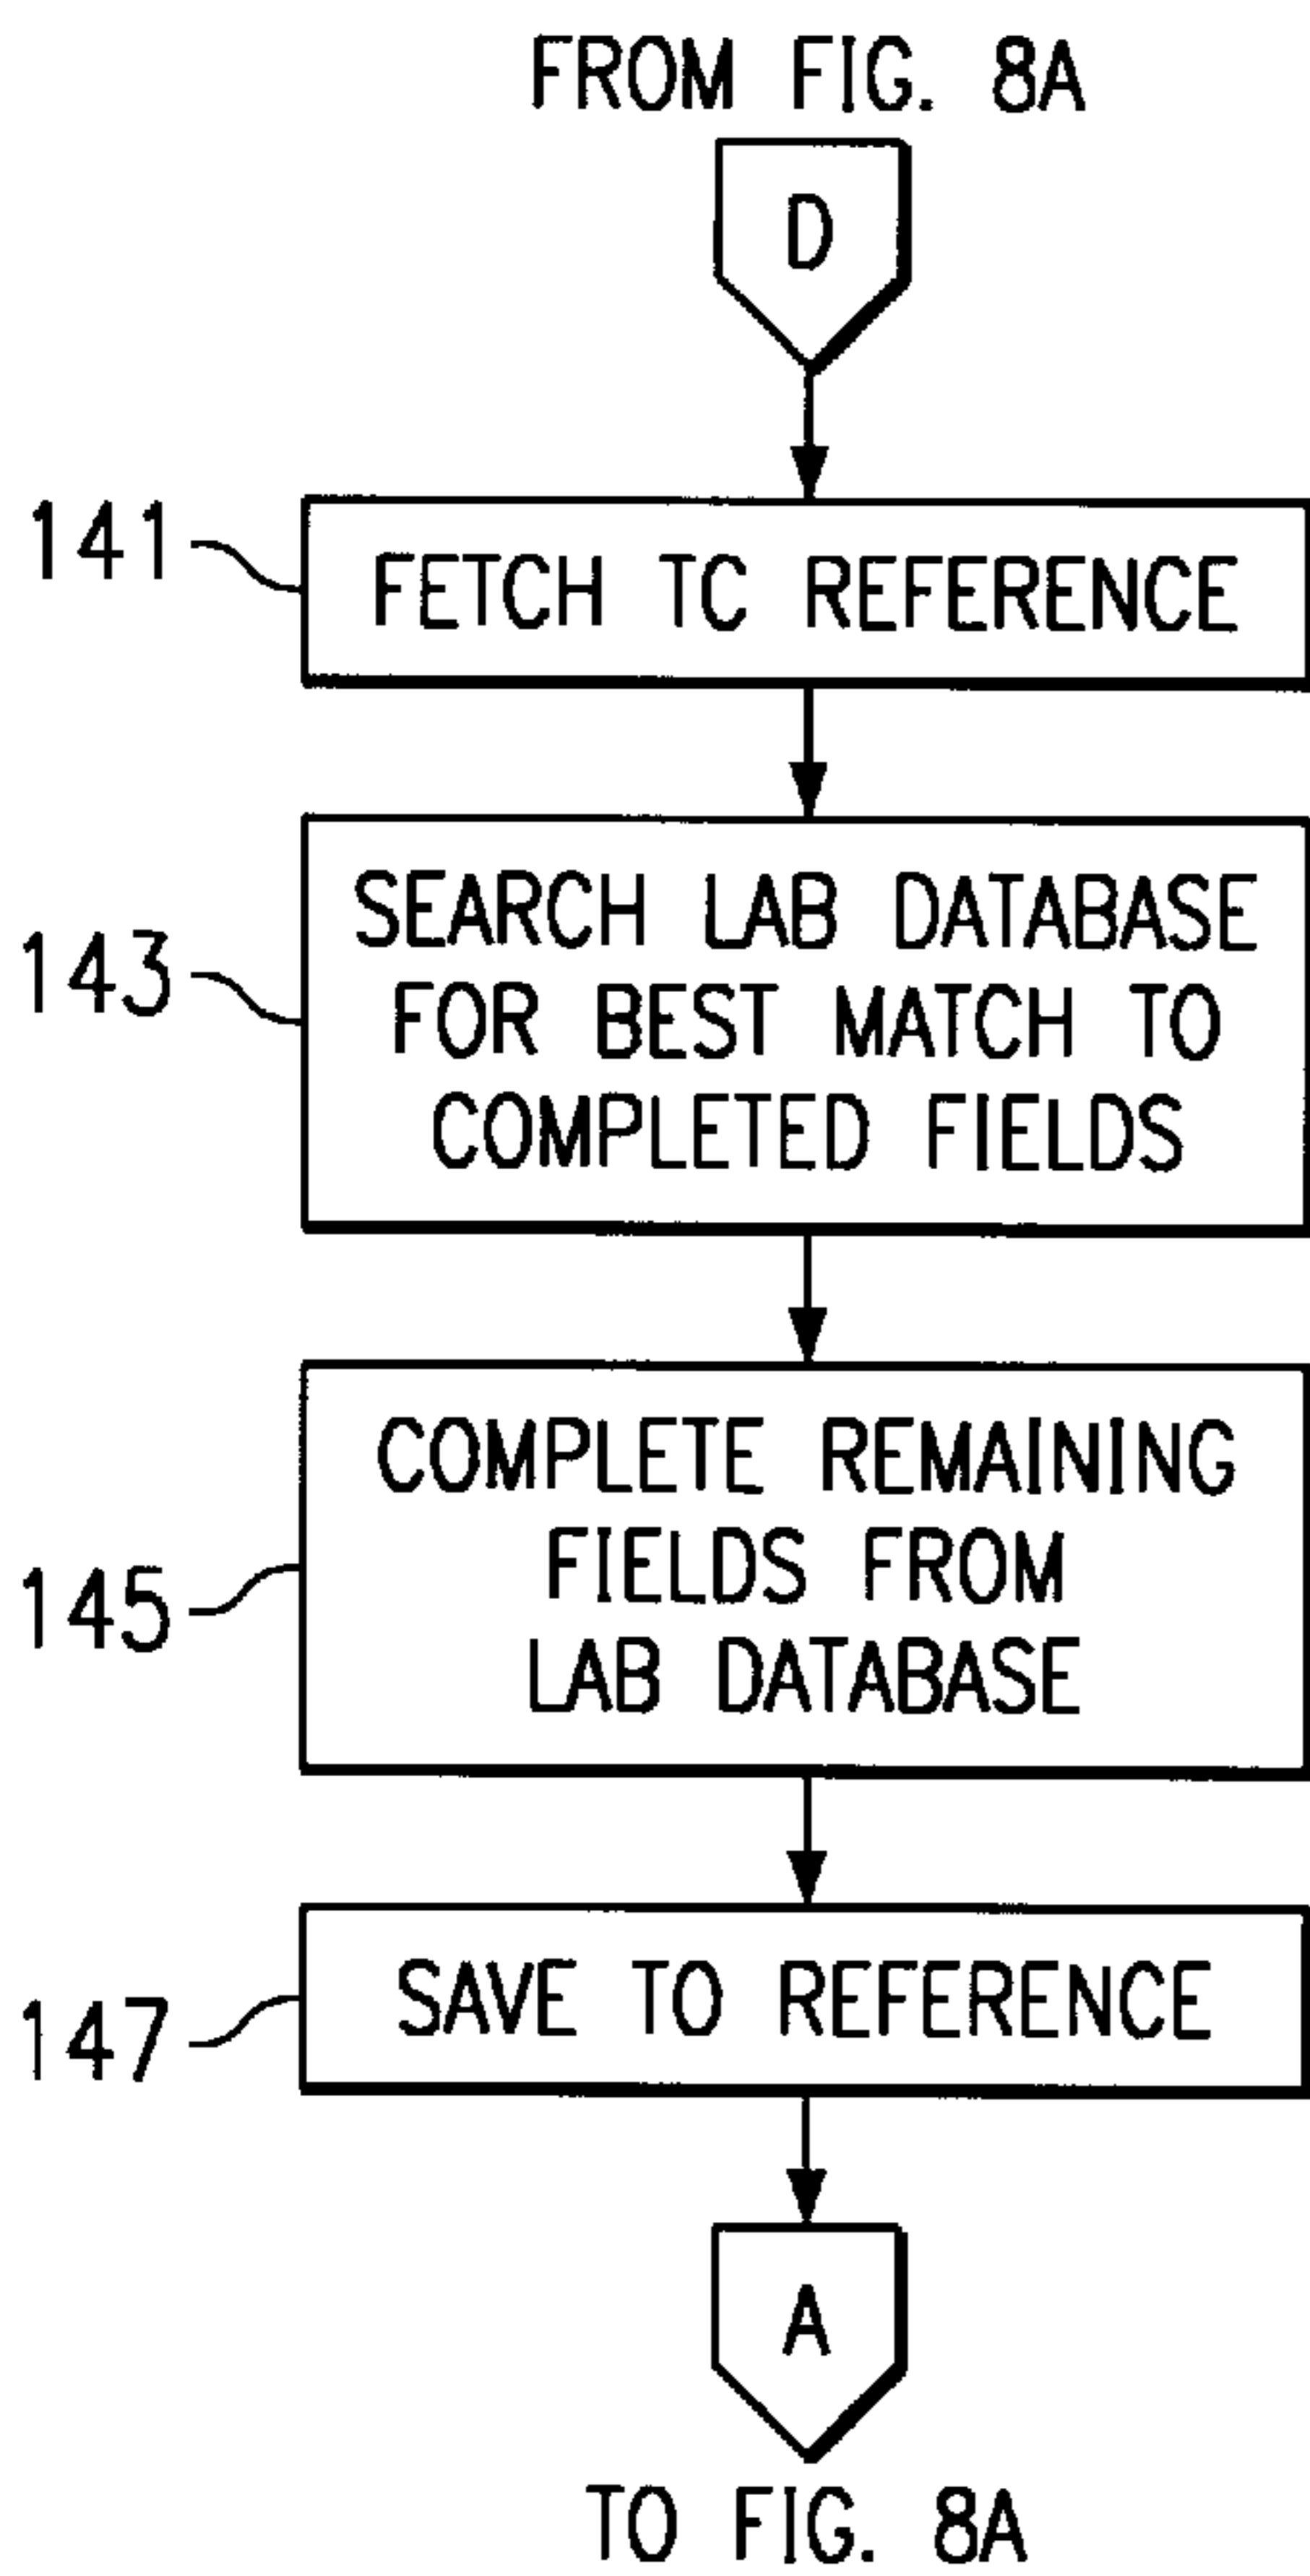 FROM FIG. 8A
D
141
FETCH TC REFERENCE
143
SEARCH LAB DATABASE
FOR BEST MATCH TO
COMPLETED FIELDS
145
COMPLETE REMAINING
FIELDS FROM
LAB DATABASE
147
SAVE TO REFERENCE
A
TO FIG. 8A